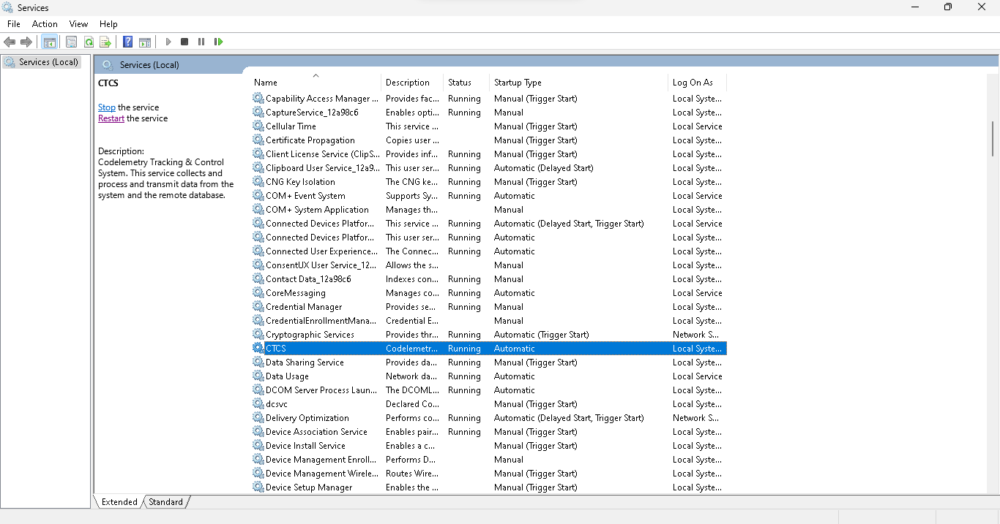 Services
File Action View Help
Services (Local)
Services (Local)
CTCS
Stop the service
Restart the service
Description:
Codelemetry Tracking & Control
System. This service collects and
process and transmit data from the
system and the remote database.
Name Description Status Startup Type Log On As
Capability Access Manager ... Provides fac... Running Manual (Trigger Start) Local Syste...
CaptureService_12a98c6 Enables opti... Running Manual Local Syste...
Cellular Time This service ... Manual (Trigger Start) Local Service
Certificate Propagation Copies user ... Manual (Trigger Start) Local Syste...
Client License Service (ClipS... Provides inf... Running Manual (Trigger Start) Local Syste...
Clipboard User Service_12a9... This user ser... Running Automatic (Delayed Start) Local Syste...
CNG Key Isolation The CNG ke... Running Manual (Trigger Start) Local Syste...
COM+ Event System Supports Sy... Running Automatic Local Service
COM+ System Application Manages th... Manual Local Syste...
Connected Devices Platfor... This service ... Running Automatic (Delayed Start, Trigger Start) Local Service
Connected Devices Platfor... This user ser... Running Automatic Local Syste...
Connected User Experience... The Connec... Running Automatic Local Syste...
ConsentUX User Service_12... Allows the s... Manual Local Syste...
Contact Data_12a98c6 Indexes con... Running Manual Local Syste...
CoreMessaging Manages co... Running Automatic Local Service
Credential Manager Provides se... Running Manual Local Syste...
CredentialEnrollmentMana... Credential E... Manual Local Syste...
Cryptographic Services Provides thr... Running Automatic (Trigger Start) Network S...
CTCS Codelemetr... Running Automatic Local Syste...
Data Sharing Service Provides da... Running Manual (Trigger Start) Local Syste...
Data Usage Network da... Running Automatic Local Service
DCOM Server Process Laun... The DCOML... Running Automatic Local Syste...
dcsvc Declared Co... Manual (Trigger Start) Local Syste...
Delivery Optimization Performs co... Running Automatic (Delayed Start, Trigger Start) Network S...
Device Association Service Enables pair... Running Manual (Trigger Start) Local Syste...
Device Install Service Enables a c... Manual (Trigger Start) Local Syste...
Device Management Enroll... Performs D... Manual Local Syste...
Device Management Wirele... Routes Wire... Manual (Trigger Start) Local Syste...
Device Setup Manager Enables the ... Manual (Trigger Start) Local Syste...
Extended Standard